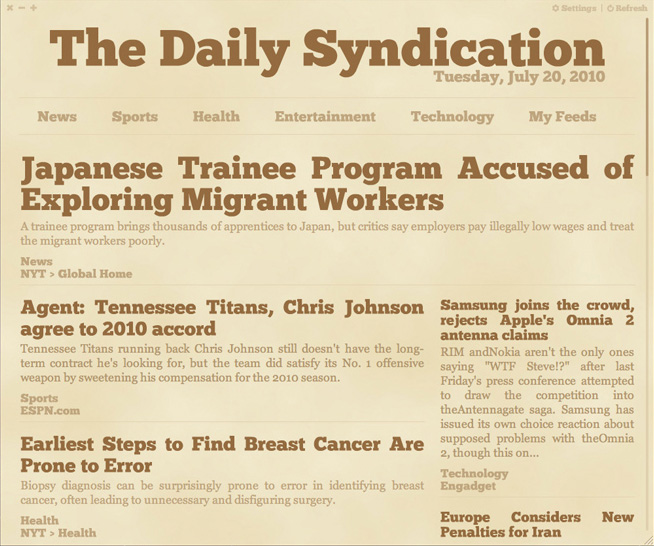 Settings | Refresh
The Daily Syndication
Tuesday, July 20, 2010
News Sports Health Entertainment Technology My Feeds
Japanese Trainee Program Accused of
Exploring Migrant Workers
A trainee program brings thousands of apprentices to Japan, but critics say employers pay illegally low wages and treat
the migrant workers poorly.
News
NYT > Global Home
Agent: Tennessee Titans, Chris Johnson
agree to 2010 accord
Tennessee Titans running back Chris Johnson still doesn't have the long-
term contract he's looking for, but the team did satisfy its No. 1 offensive
weapon by sweetening his compensation for the 2010 season.
Sports
ESPN.com
Earliest Steps to Find Breast Cancer Are
Prone to Error
Biopsy diagnosis can be surprisingly prone to error in identifying breast
cancer, often leading to unnecessary and disfiguring surgery.
Health
NYT > Health
Samsung joins the crowd,
rejects Apple's Omnia 2
antenna claims
RIM andNokia aren't the only ones
saying "WTF Steve!?" after last
Friday's press conference attempted
to draw the competition into
theAntennagate saga. Samsung has
issued its own choice reaction about
supposed problems with theOmnia
2, though this on...
Technology
Engadget
Europe Considers New
Penalties for Iran